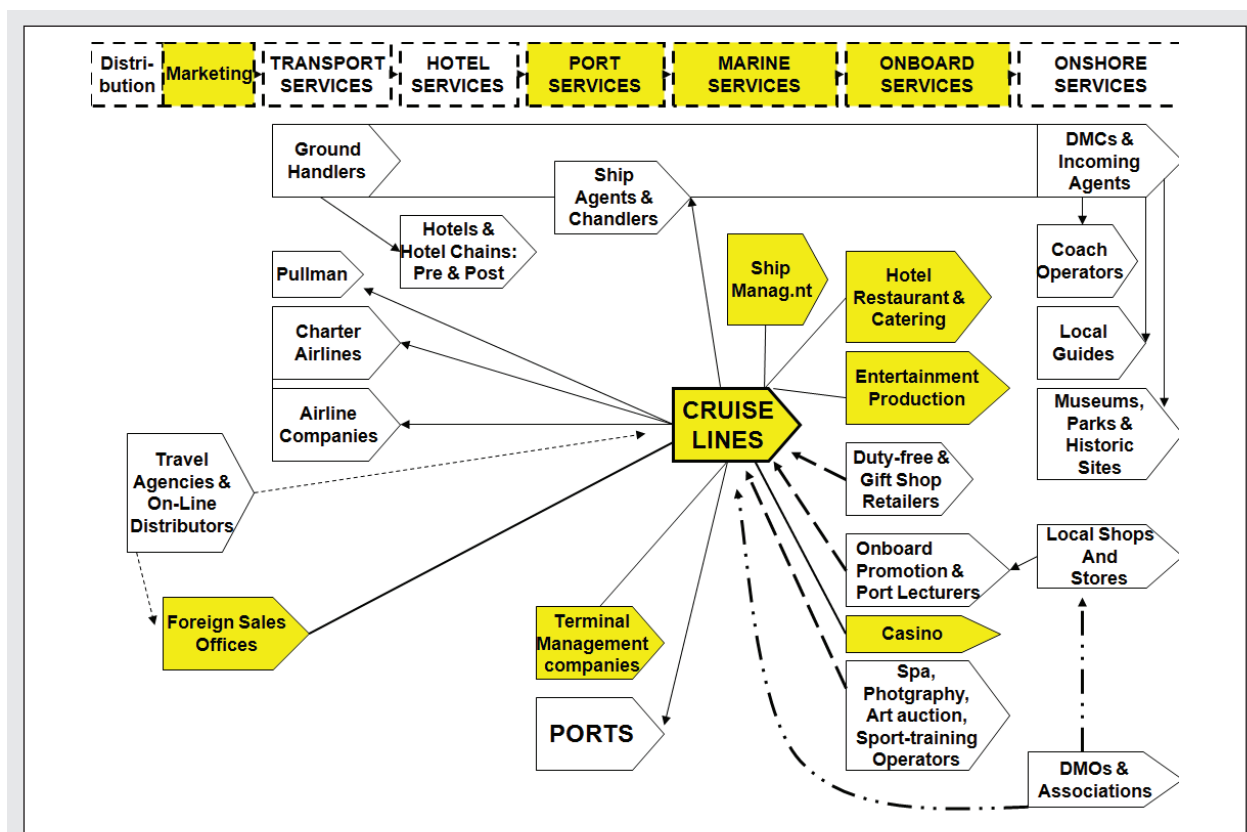 Distri-
bution
Marketing
TRANSPORT
SERVICES
HOTEL
SERVICES
PORT
SERVICES
MARINE
SERVICES
ONBOARD
SERVICES
ONSHORE
SERVICES
Ground
Handlers
Ship
Agents &
Chandlers
DMCs &
Incoming
Agents
Hotels &
Hotel Chains:
Pre & Post
Pullman
Ship
Manag.nt
Hotel
Restaurant &
Catering
Coach
Operators
Charter
Airlines
Local
Guides
Entertainment
Production
Airline
Companies
CRUISE
LINES
Museums,
Parks &
Historic
Sites
Travel
Agencies &
On-Line
Distributors
Duty-free &
Gift Shop
Retailers
Onboard
Promotion &
Port Lecturers
Local Shops
And
Stores
Foreign Sales
Offices
Terminal
Management
companies
Casino
Spa,
Photgraphy,
Art auction,
Sport-training
Operators
PORTS
DMOs &
Associations